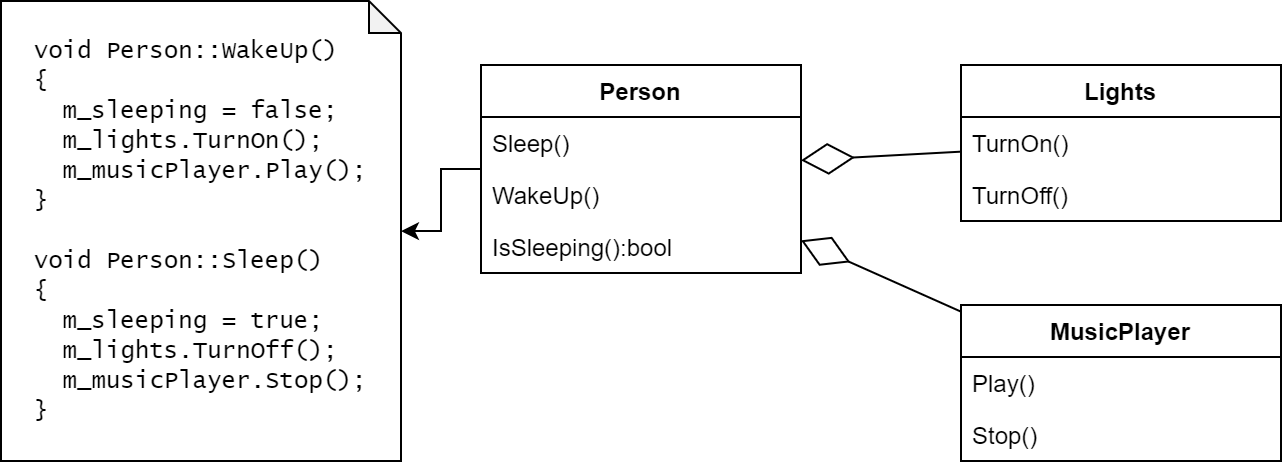 void Person::WakeUp()
{
  m_sleeping = false;
  m_lights.TurnOn();
  m_musicPlayer.Play();
}

void Person::Sleep()
{
  m_sleeping = true;
  m_lights.TurnOff();
  m_musicPlayer.Stop();
}
Person
Sleep()
WakeUp()
IsSleeping():bool
Lights
TurnOn()
TurnOff()
MusicPlayer
Play()
Stop()